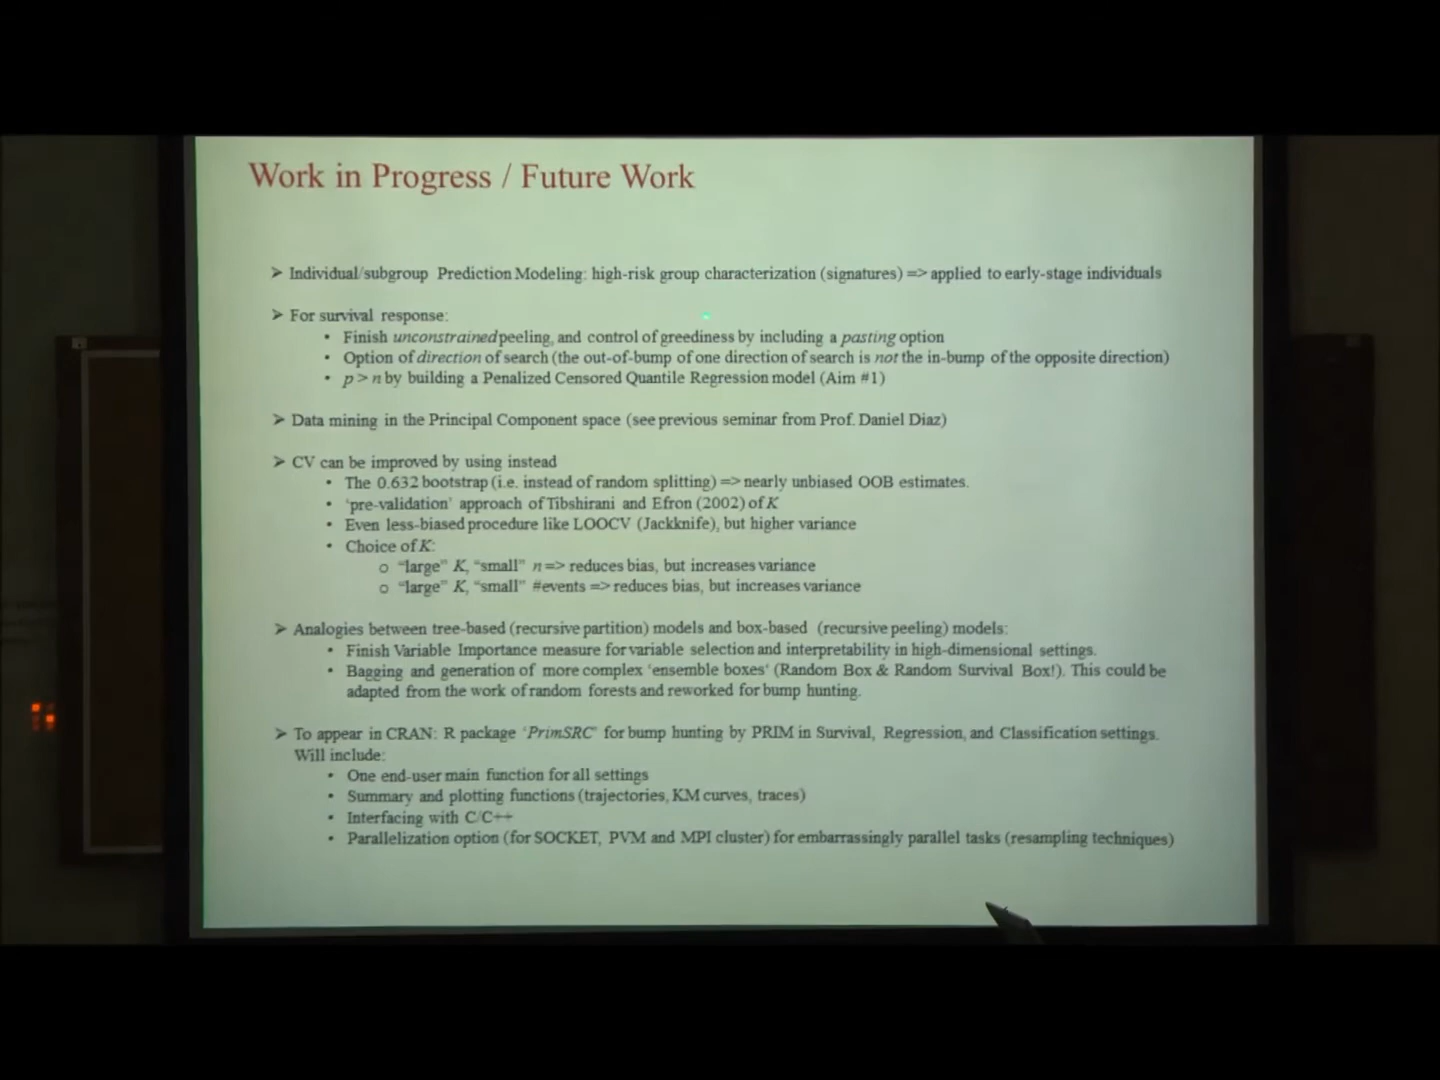 Work in Progress / Future Work
➢ Individual/subgroup Prediction Modeling: high-risk group characterization (signatures) => applied to early-stage individuals
➢ For survival response:
• Finish unconstrained peeling, and control of greediness by including a pasting option
• Option of direction of search (the out-of-bump of one direction of search is not the in-bump of the opposite direction)
• p > n by building a Penalized Censored Quantile Regression model (Aim #1)
➢ Data mining in the Principal Component space (see previous seminar from Prof. Daniel Diaz)
➢ CV can be improved by using instead
• The 0.632 bootstrap (i.e. instead of random splitting) => nearly unbiased OOB estimates.
• 'pre-validation' approach of Tibshirani and Efron (2002) of K
• Even less-biased procedure like LOOCV (Jackknife), but higher variance
• Choice of K:
o "large" K, "small" n => reduces bias, but increases variance
o "large" K, "small" #events => reduces bias, but increases variance
➢ Analogies between tree-based (recursive partition) models and box-based (recursive peeling) models:
• Finish Variable Importance measure for variable selection and interpretability in high-dimensional settings.
• Bagging and generation of more complex 'ensemble boxes' (Random Box & Random Survival Box!). This could be
adapted from the work of random forests and reworked for bump hunting.
➢ To appear in CRAN: R package 'PrimSRC' for bump hunting by PRIM in Survival, Regression, and Classification settings.
Will include:
• One end-user main function for all settings
• Summary and plotting functions (trajectories, KM curves, traces)
• Interfacing with C/C++
• Parallelization option (for SOCKET, PVM and MPI cluster) for embarrassingly parallel tasks (resampling techniques)